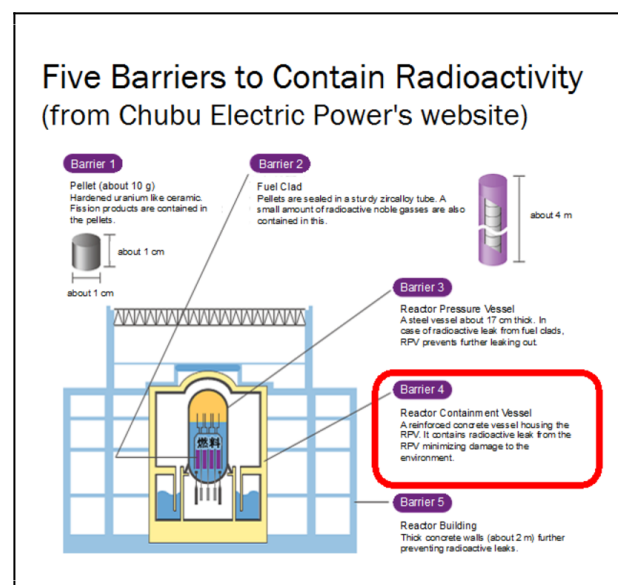 Five Barriers to Contain Radioactivity
(from Chubu Electric Power's website)
Barrier 1
Pellet (about 10 g)
Hardened uranium like ceramic.
Fission products are contained in
the pellets.
about 1 cm
about 1 cm
Barrier 2
Fuel Clad
Pellets are sealed in a sturdy zircalloy tube. A
small amount of radioactive noble gasses are also
contained in this.
about 4 m
Barrier 3
Reactor Pressure Vessel
A steel vessel about 17 cm thick. In
case of radioactive leak from fuel clads,
RPV prevents further leaking out.
燃料
Barrier 4
Reactor Containment Vessel
A reinforced concrete vessel housing the
RPV. It contains radioactive leak from the
RPV minimizing damage to the
environment.
Barrier 5
Reactor Building
Thick concrete walls (about 2 m) further
preventing radioactive leaks.